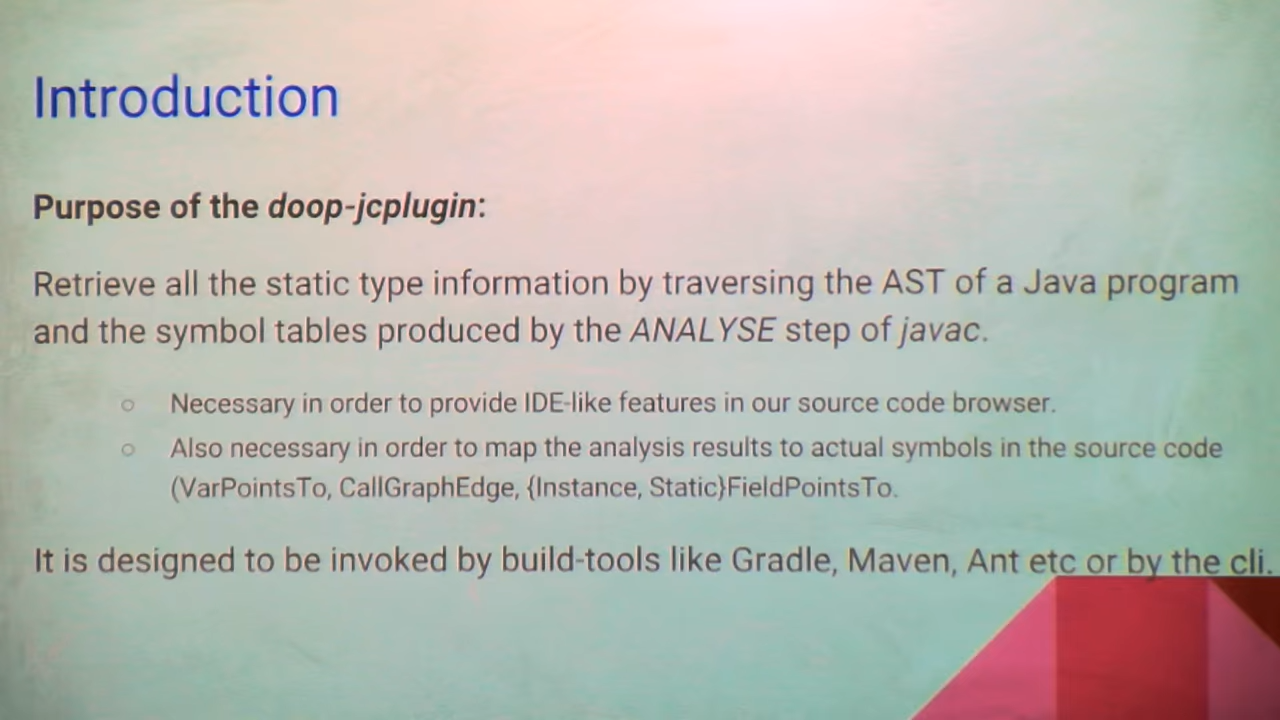 Introduction
Purpose of the doop-jcplugin:
Retrieve all the static type information by traversing the AST of a Java program
and the symbol tables produced by the ANALYSE step of javac.
○ Necessary in order to provide IDE-like features in our source code browser.
○ Also necessary in order to map the analysis results to actual symbols in the source code
(VarPointsTo, CallGraphEdge, {Instance, Static}FieldPointsTo.
It is designed to be invoked by build-tools like Gradle, Maven, Ant etc or by the cli.